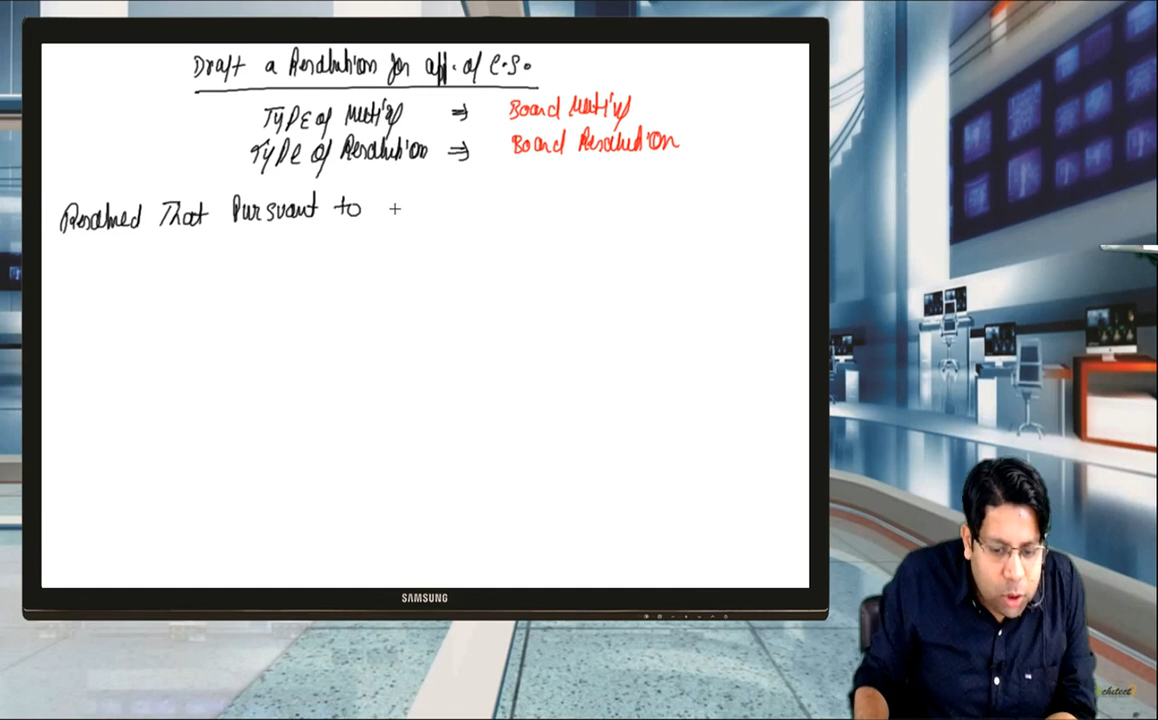 Draft a Resolution for app. of C.S.
Type of Meeting ⇒ Board Meeting
Type of Resolution ⇒ Board Resolution
Resolved That Pursuant to
SAMSUNG
chitect